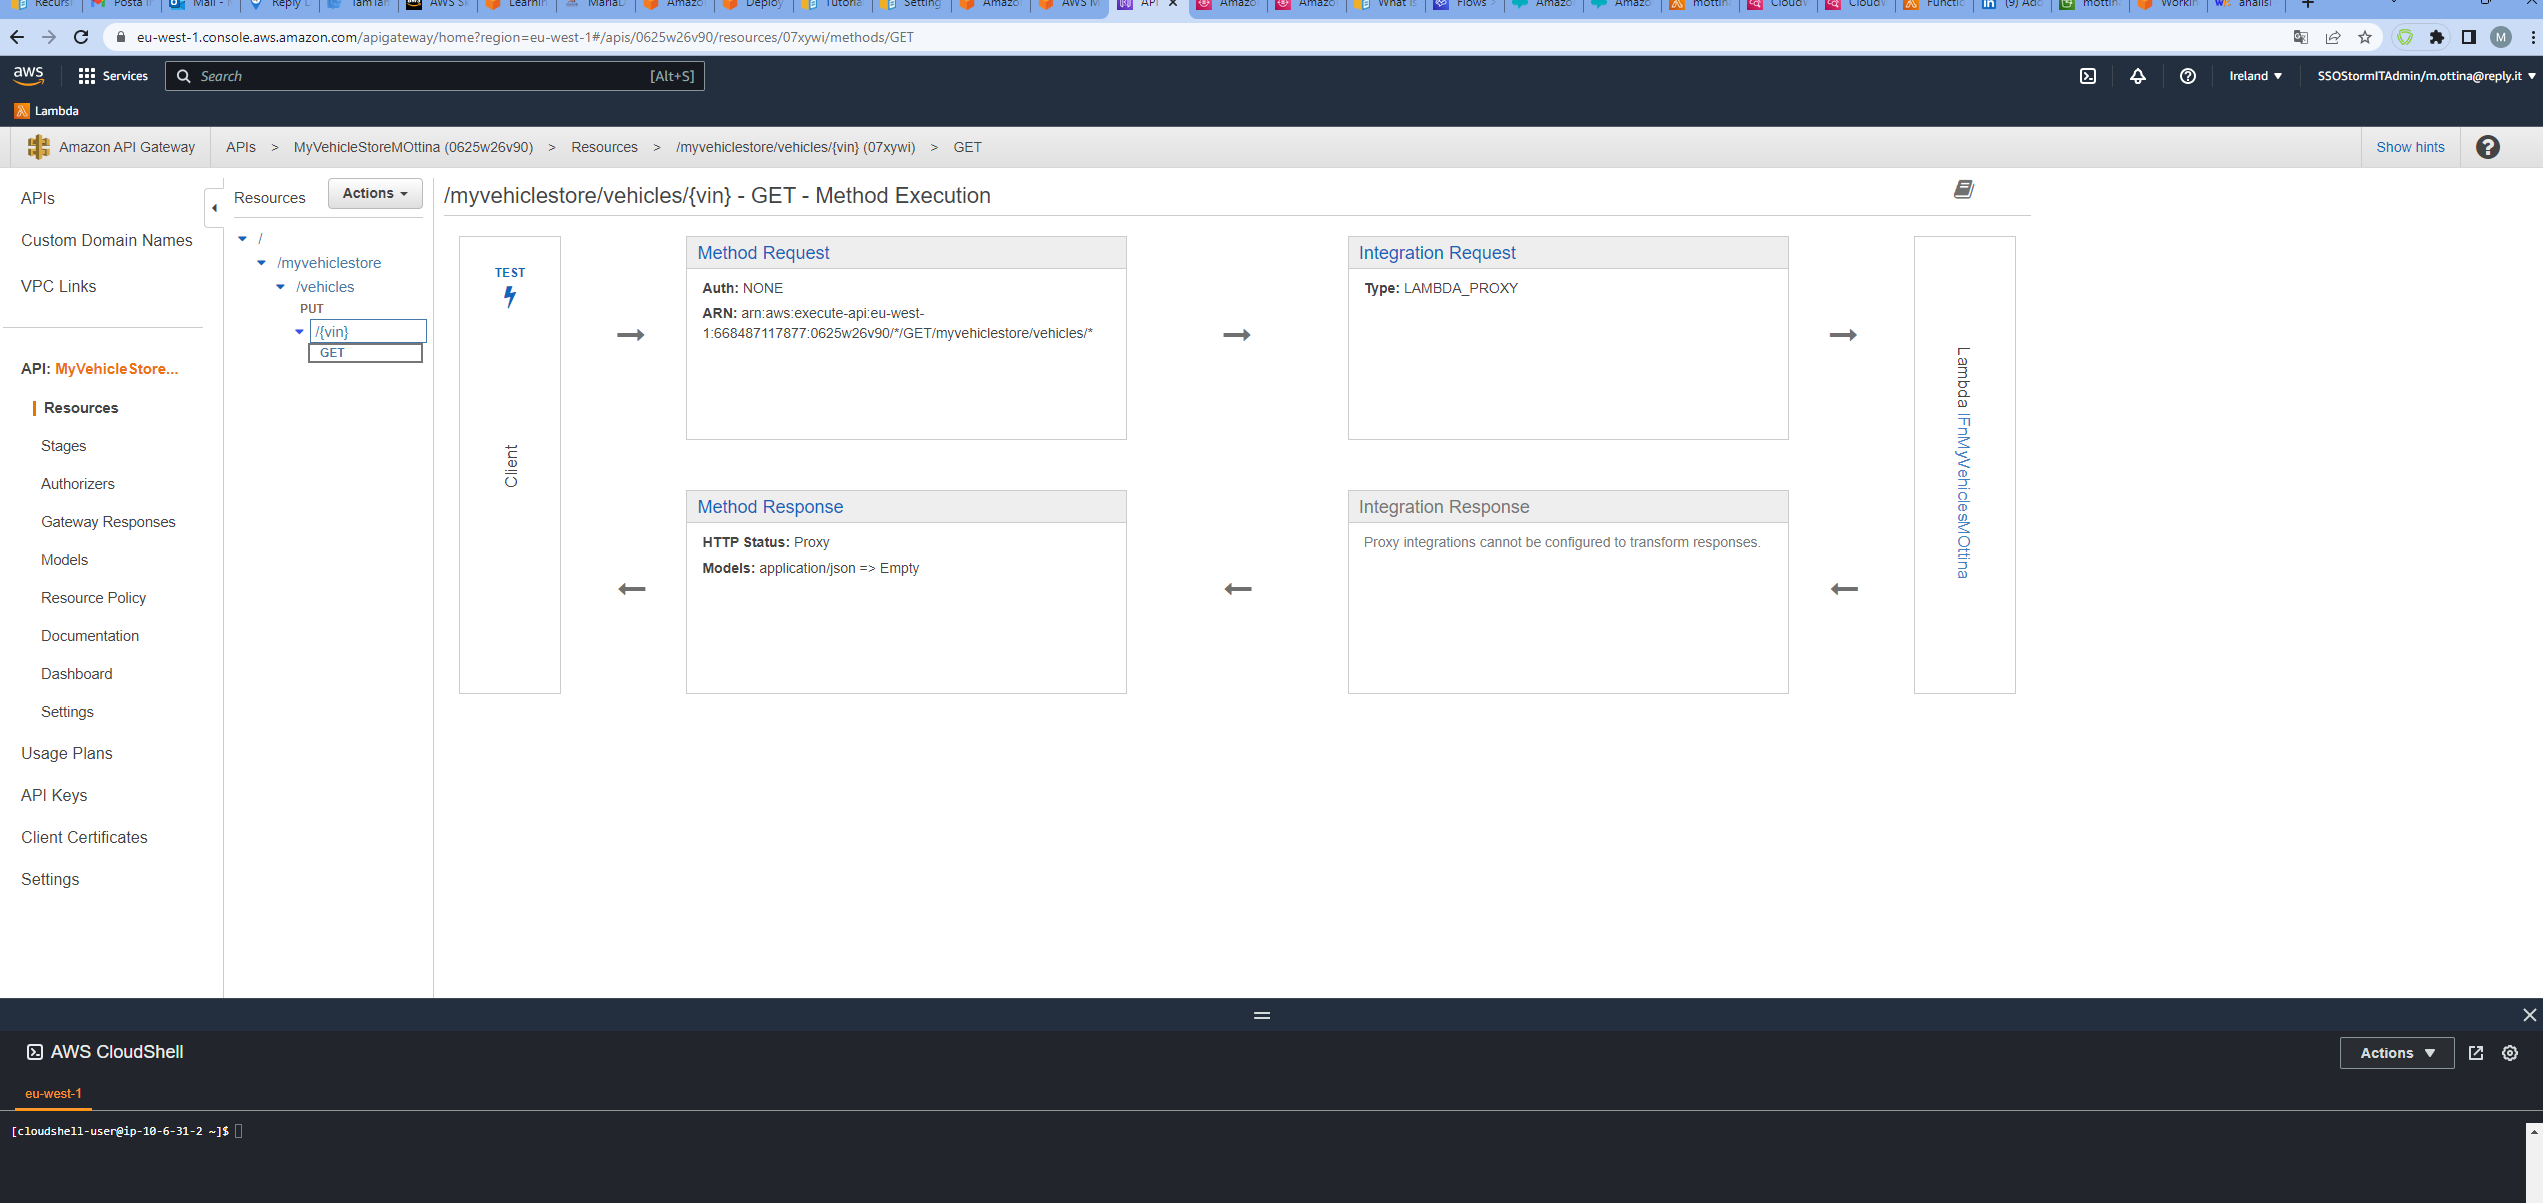 Recursi Posta in Mail - Reply TamTam AWS Sk Learnin MariaD Amazo Deploy Tutoria Setting Amazo AWS M API Amazo Amazo What is Flows Amazo Amazo mottin CloudW CloudW Functio (9) Add mottin Workin analisi
eu-west-1.console.aws.amazon.com/apigateway/home?region=eu-west-1#/apis/0625w26v90/resources/07xywi/methods/GET
M
aws Services Search [Alt+S] Ireland SSOStormITAdmin/m.ottina@reply.it
Lambda
Amazon API Gateway APIs > MyVehicleStoreMOttina (0625w26v90) > Resources > /myvehiclestore/vehicles/{vin} (07xywi) > GET Show hints
APIs
Custom Domain Names
VPC Links
API: MyVehicleStore...
Resources
Stages
Authorizers
Gateway Responses
Models
Resource Policy
Documentation
Dashboard
Settings
Usage Plans
API Keys
Client Certificates
Settings
Resources Actions
/
/myvehiclestore
/vehicles
PUT
/{vin}
GET
/myvehiclestore/vehicles/{vin} - GET - Method Execution
TEST
Client
Method Request
Auth: NONE
ARN: arn:aws:execute-api:eu-west-
1:668487117877:0625w26v90/*/GET/myvehiclestore/vehicles/*
Integration Request
Type: LAMBDA_PROXY
Lambda lFnMyVehiclesMOttina
Method Response
HTTP Status: Proxy
Models: application/json => Empty
Integration Response
Proxy integrations cannot be configured to transform responses.
AWS CloudShell Actions
eu-west-1
[cloudshell-user@ip-10-6-31-2 ~]$